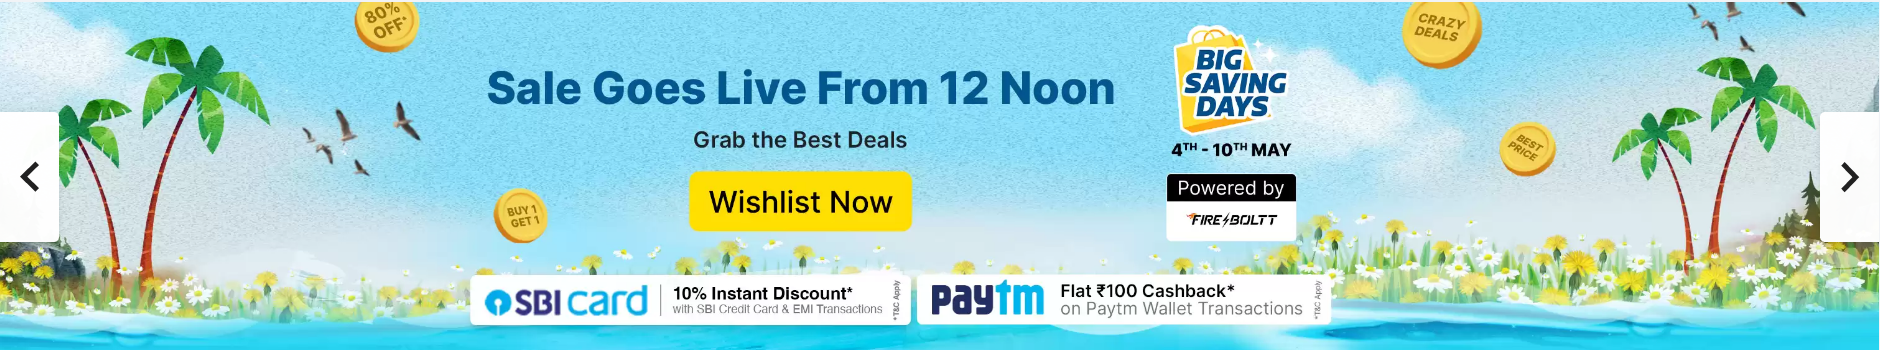 80%
OFF*
CRAZY
DEALS
Sale Goes Live From 12 Noon
BIG
SAVING
DAYS
Grab the Best Deals
4TH - 10TH MAY
BEST
PRICE
Wishlist Now
Powered by
FIRE BOLTT
BUY 1
GET 1
SBI card
10% Instant Discount*
with SBI Credit Card & EMI Transactions
*T&C Apply
paytm
Flat ₹100 Cashback*
on Paytm Wallet Transactions
*T&C Apply